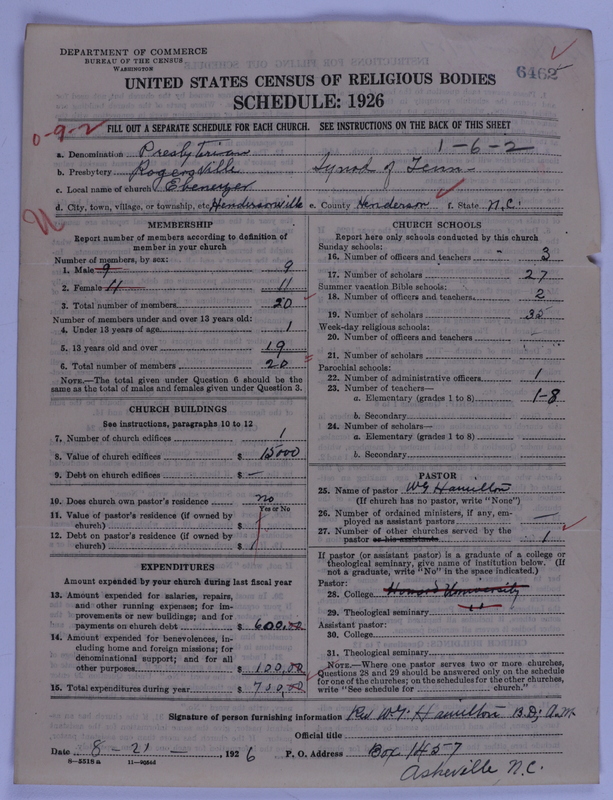 DEPARTMENT OF COMMERCE
BUREAU OF THE CENSUS
WASHINGTON
6462
UNITED STATES CENSUS OF RELIGIOUS BODIES
SCHEDULE: 1926
0-9-2
FILL OUT A SEPARATE SCHEDULE FOR EACH CHURCH. SEE INSTRUCTIONS ON THE BACK OF THIS SHEET
1-6-2
a. Denomination Presbyterian
b. Presbytery Rogersville Synod of Tenn-
c. Local name of church Ebenezer
d. City, town, village, or township, etc Hendersonville e. County Henderson f. State N.C.
MEMBERSHIP
Report number of members according to definition of
member in your church
Number of members, by sex:
1. Male 9 9
2. Female 11 11
3. Total number of members 20
Number of members under and over 13 years old:
4. Under 13 years of age 1
5. 13 years old and over 19
6. Total number of members 20
NOTE.—The total given under Question 6 should be
same as the total of males and females given under Question 3.
CHURCH BUILDINGS
See instructions, paragraphs 10 to 12
7. Number of church edifices 1
8. Value of church edifices $ 15000
9. Debt on church edifices $ —
10. Does church own pastor's residence no
Yes or No
11. Value of pastor's residence (if owned by
church) $
12. Debt on pastor's residence (if owned by
church) $
EXPENDITURES
Amount expended by your church during last fiscal year
13. Amount expended for salaries, repairs,
and other running expenses; for im-
provements or new buildings; and for
payments on church debt $ 600.00
14. Amount expended for benevolences, in-
cluding home and foreign missions; for
denominational support; and for all
other purposes $ 100.00
15. Total expenditures during year $ 700.00
CHURCH SCHOOLS
Report here only schools conducted by this church
Sunday schools:
16. Number of officers and teachers 3
17. Number of scholars 27
Summer vacation Bible schools:
18. Number of officers and teachers 2
19. Number of scholars 35
Week-day religious schools:
20. Number of officers and teachers —
21. Number of scholars
Parochial schools:
22. Number of administrative officers 1
23. Number of teachers—
a. Elementary (grades 1 to 8) 1-8
b. Secondary
24. Number of scholars—
a. Elementary (grades 1 to 8)
b. Secondary
PASTOR
25. Name of pastor WG Hamilton
(If church has no pastor, write "None")
26. Number of ordained ministers, if any, em-
ployed as assistant pastors —
27. Number of other churches served by the
pastor or his assistants 1
If pastor (or assistant pastor) is a graduate of a college or
theological seminary, give name of institution below. (If
not a graduate, write "No" in the space indicated.)
Pastor:
28. College Howard University
29. Theological seminary "
Assistant pastor:
30. College
31. Theological seminary
NOTE.—Where one pastor serves two or more churches,
Questions 28 and 29 should be answered only on the schedule
for one of the churches; on the schedules for the other churches,
write "See schedule for church."
Signature of person furnishing information Rev W.G. Hamilton B.D; A.M.
Official title
Date 8-21-, 1926 P. O. Address Box 1457
8-5518 a
Asheville N.C.